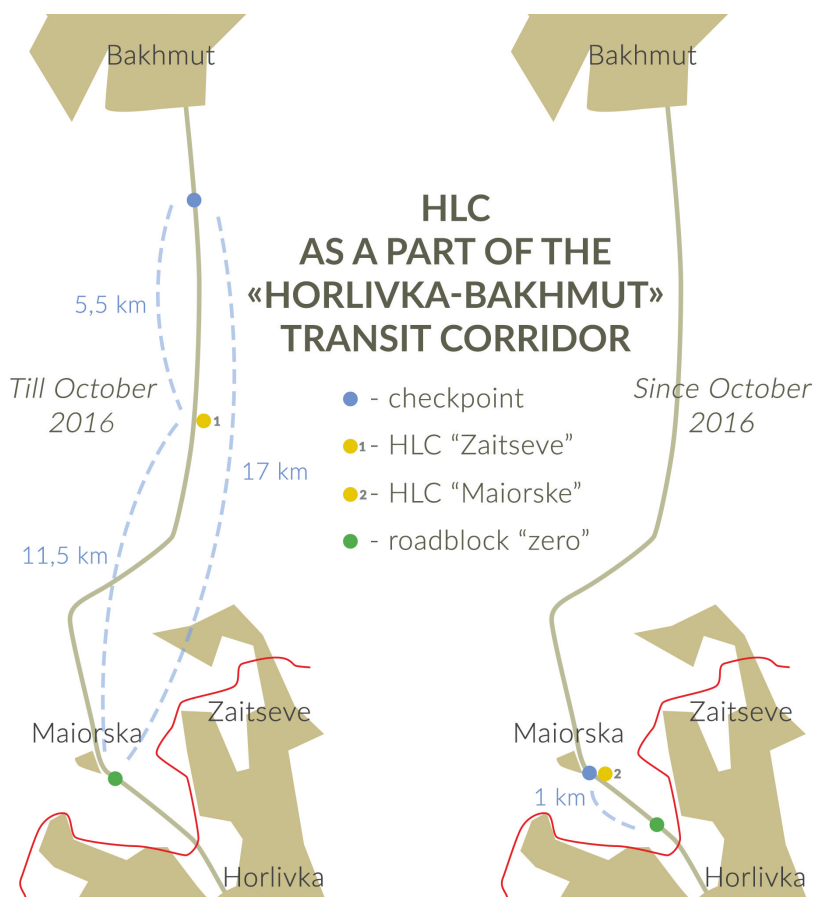 Bakhmut
Bakhmut
HLC
AS A PART OF THE
«HORLIVKA-BAKHMUT»
TRANSIT CORRIDOR
5,5 km
Till October
2016
1
17 km
11,5 km
- checkpoint
1 - HLC “Zaitseve”
2 - HLC “Maiorske”
- roadblock “zero”
Since October
2016
Zaitseve
Maiorska
Horlivka
Zaitseve
Maiorska
2
1 km
Horlivka